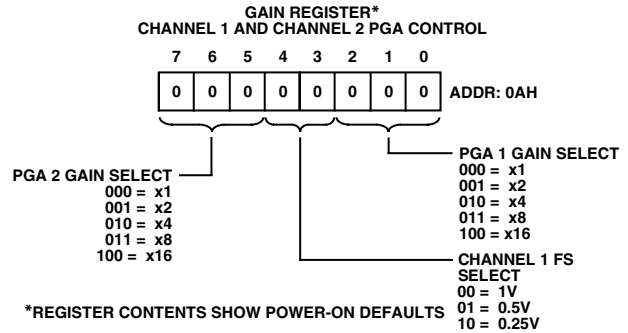 GAIN REGISTER*
CHANNEL 1 AND CHANNEL 2 PGA CONTROL
7 6 5 4 3 2 1 0
0 0 0 0 0 0 0 0 ADDR: 0AH
PGA 2 GAIN SELECT
000 = x1
001 = x2
010 = x4
011 = x8
100 = x16
PGA 1 GAIN SELECT
000 = x1
001 = x2
010 = x4
011 = x8
100 = x16
CHANNEL 1 FS
SELECT
00 = 1V
01 = 0.5V
10 = 0.25V
*REGISTER CONTENTS SHOW POWER-ON DEFAULTS